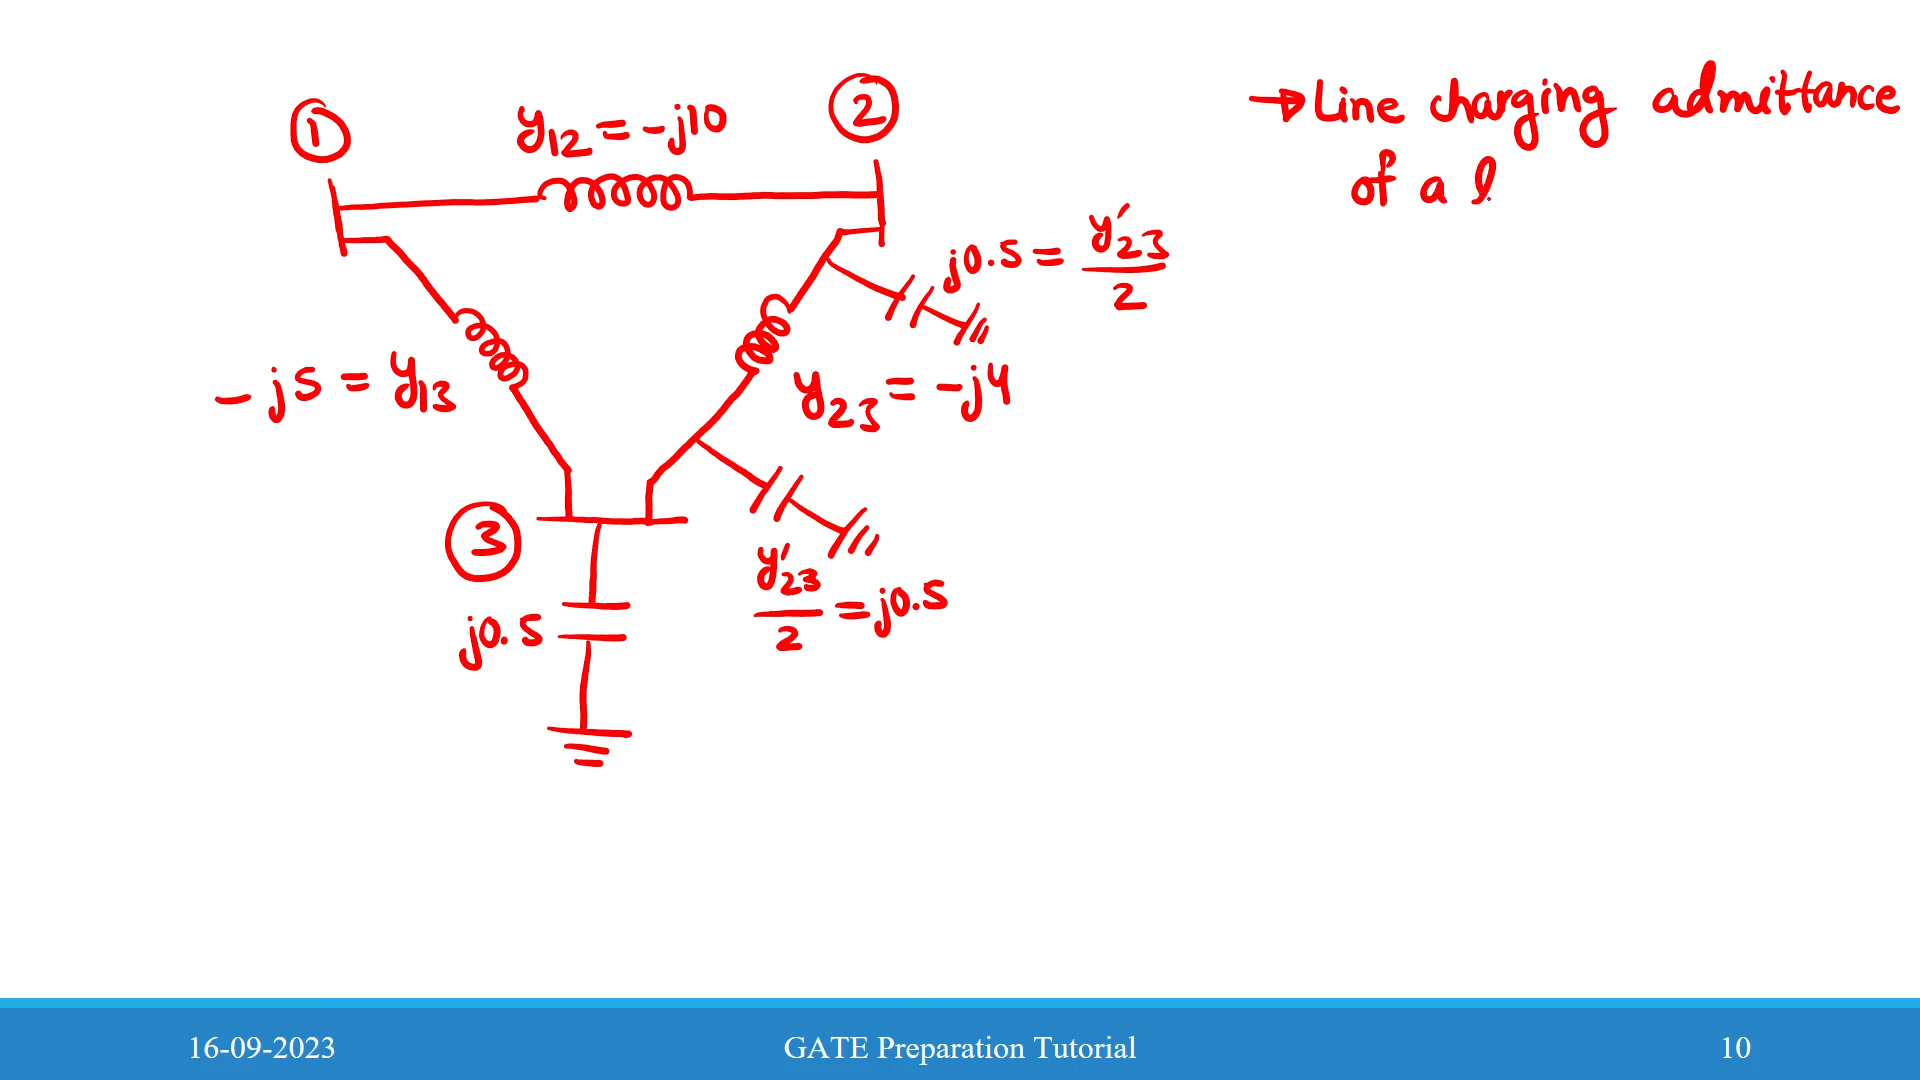 ①
y12 = -j10
②
→ Line charging admittance
of a l
j0.5 = y'23/2
-j5 = y13
y23 = -j4
③
j0.5
y'23/2 = j0.5
16-09-2023
GATE Preparation Tutorial
10